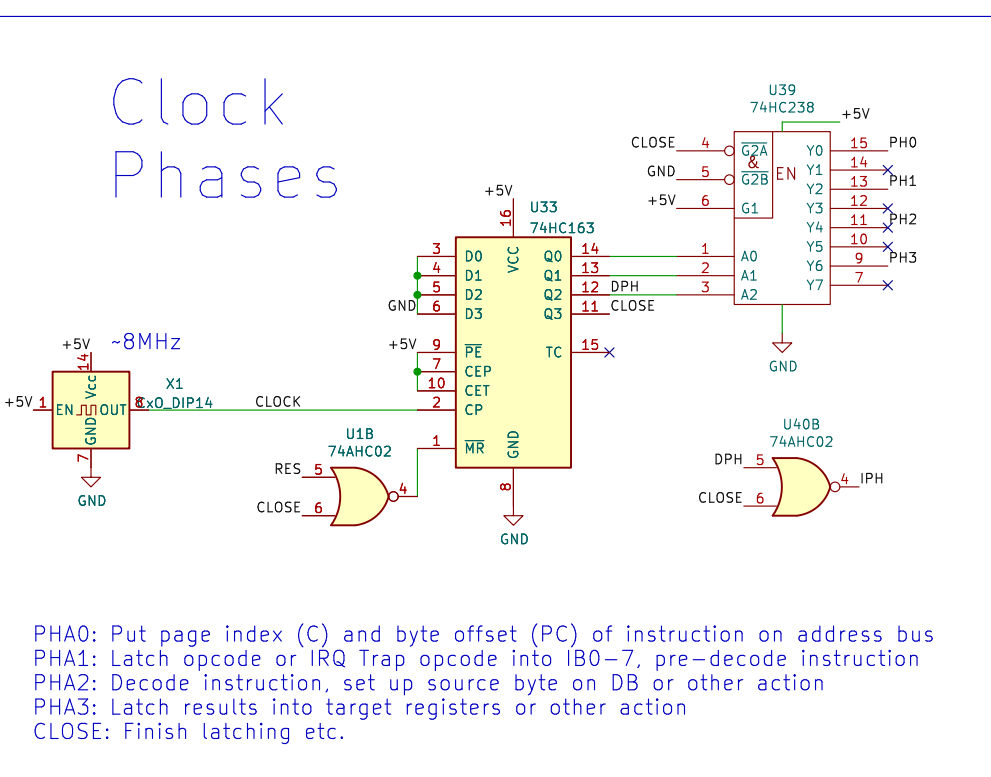 Clock
Phases
U39
74HC238
+5V
CLOSE 4 G2A Y0 15 PH0
& EN
Y1 14
GND 5 G2B Y2 13 PH1
+5V 6 G1 Y3 12
Y4 11 PH2
Y5 10
1 A0 Y6 9 PH3
2 A1 Y7 7
3 A2
GND
+5V
16
U33
74HC163
3 D0 VCC Q0 14
4 D1 Q1 13
5 D2 Q2 12 DPH
GND 6 D3 Q3 11 CLOSE
+5V 9 PE TC 15
7 CEP
10 CET
2 CP
1 MR GND
8
GND
+5V ~8MHz
14
X1
CXO_DIP14
+5V 1 EN Vcc OUT 8 CLOCK
GND
7
GND
U1B
74AHC02
RES 5
4
CLOSE 6
U40B
74AHC02
DPH 5
4 IPH
CLOSE 6
PHA0: Put page index (C) and byte offset (PC) of instruction on address bus
PHA1: Latch opcode or IRQ Trap opcode into IB0-7, pre-decode instruction
PHA2: Decode instruction, set up source byte on DB or other action
PHA3: Latch results into target registers or other action
CLOSE: Finish latching etc.